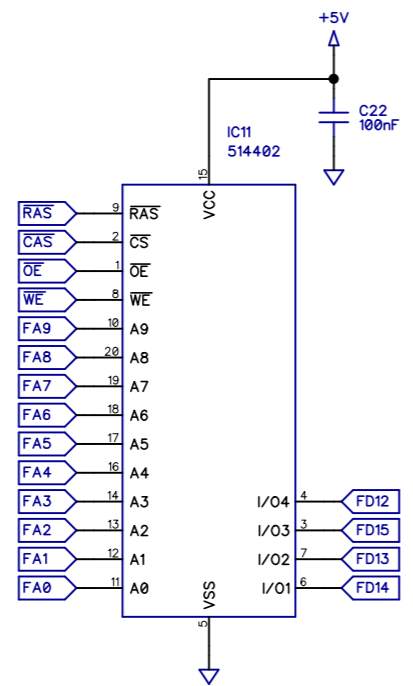 +5V
C22
100nF
IC11
514402
15
VCC
RAS 9 RAS
CAS 2 CS
OE 1 OE
WE 8 WE
FA9 10 A9
FA8 20 A8
FA7 19 A7
FA6 18 A6
FA5 17 A5
FA4 16 A4
FA3 14 A3 I/O4 4 FD12
FA2 13 A2 I/O3 3 FD15
FA1 12 A1 I/O2 7 FD13
FA0 11 A0 I/O1 6 FD14
VSS
5